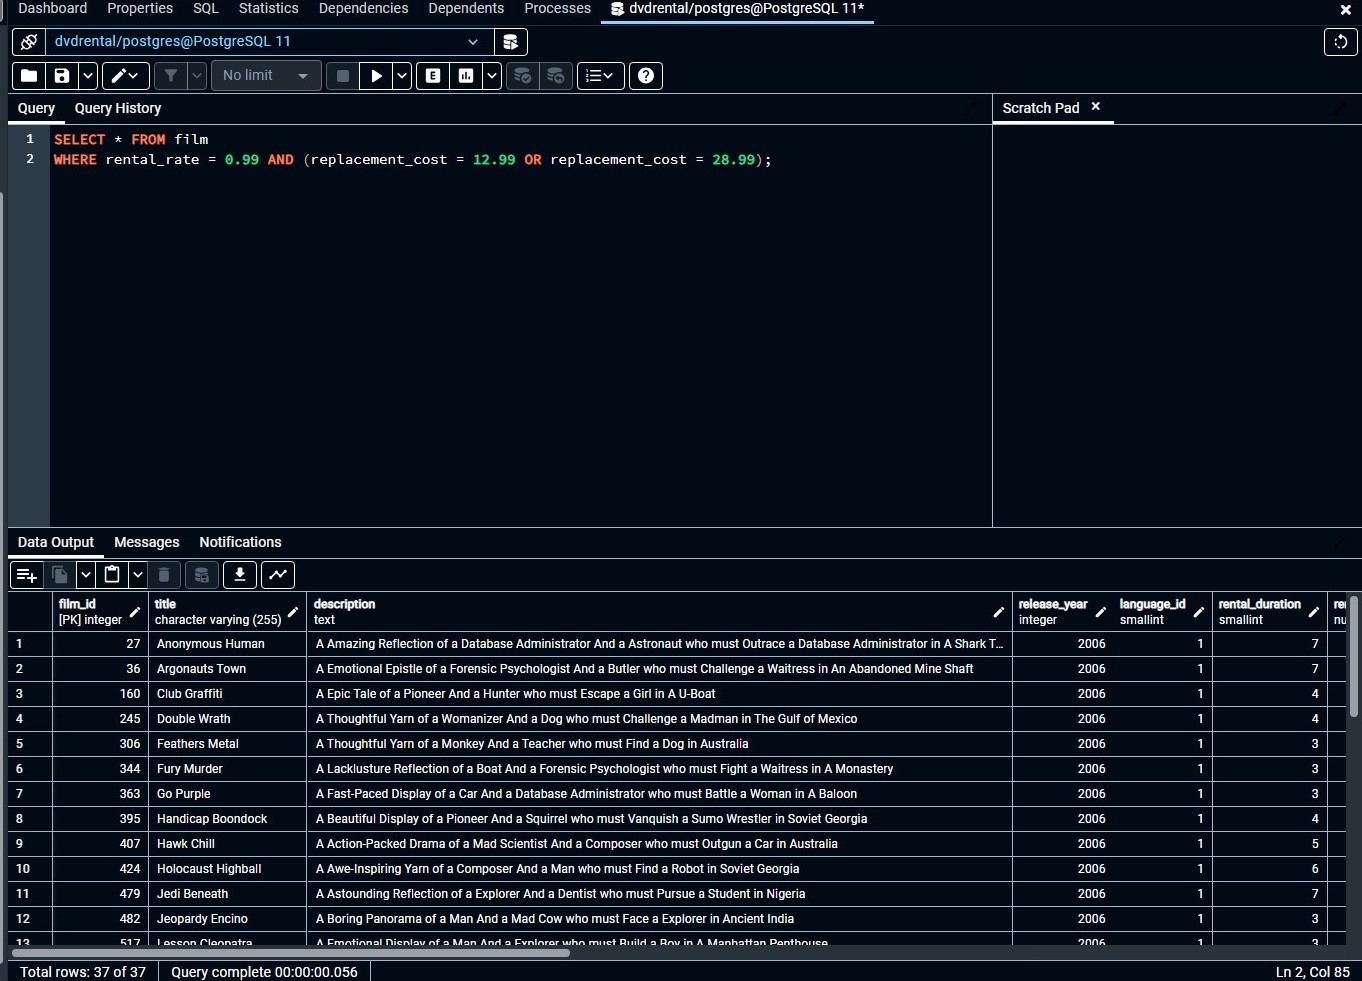 Dashboard Properties SQL Statistics Dependencies Dependents Processes dvdrental/postgres@PostgreSQL 11*
dvdrental/postgres@PostgreSQL 11
No limit
E
Query Query History
Scratch Pad
1 SELECT * FROM film
2 WHERE rental_rate = 0.99 AND (replacement_cost = 12.99 OR replacement_cost = 28.99);
Data Output Messages Notifications
film_id title description release_year language_id rental_duration
[PK] integer character varying (255) text integer smallint smallint
1 27 Anonymous Human A Amazing Reflection of a Database Administrator And a Astronaut who must Outrace a Database Administrator in A Shark T... 2006 1 7
2 36 Argonauts Town A Emotional Epistle of a Forensic Psychologist And a Butler who must Challenge a Waitress in An Abandoned Mine Shaft 2006 1 7
3 160 Club Graffiti A Epic Tale of a Pioneer And a Hunter who must Escape a Girl in A U-Boat 2006 1 4
4 245 Double Wrath A Thoughtful Yarn of a Womanizer And a Dog who must Challenge a Madman in The Gulf of Mexico 2006 1 4
5 306 Feathers Metal A Thoughtful Yarn of a Monkey And a Teacher who must Find a Dog in Australia 2006 1 3
6 344 Fury Murder A Lacklusture Reflection of a Boat And a Forensic Psychologist who must Fight a Waitress in A Monastery 2006 1 3
7 363 Go Purple A Fast-Paced Display of a Car And a Database Administrator who must Battle a Woman in A Baloon 2006 1 3
8 395 Handicap Boondock A Beautiful Display of a Pioneer And a Squirrel who must Vanquish a Sumo Wrestler in Soviet Georgia 2006 1 4
9 407 Hawk Chill A Action-Packed Drama of a Mad Scientist And a Composer who must Outgun a Car in Australia 2006 1 5
10 424 Holocaust Highball A Awe-Inspiring Yarn of a Composer And a Man who must Find a Robot in Soviet Georgia 2006 1 6
11 479 Jedi Beneath A Astounding Reflection of a Explorer And a Dentist who must Pursue a Student in Nigeria 2006 1 7
12 482 Jeopardy Encino A Boring Panorama of a Man And a Mad Cow who must Face a Explorer in Ancient India 2006 1 3
13 517 Lesson Cleopatra A Emotional Display of a Man And a Explorer who must Build a Boy in A Manhattan Penthouse 2006 1 3
Total rows: 37 of 37 Query complete 00:00:00.056 Ln 2, Col 85